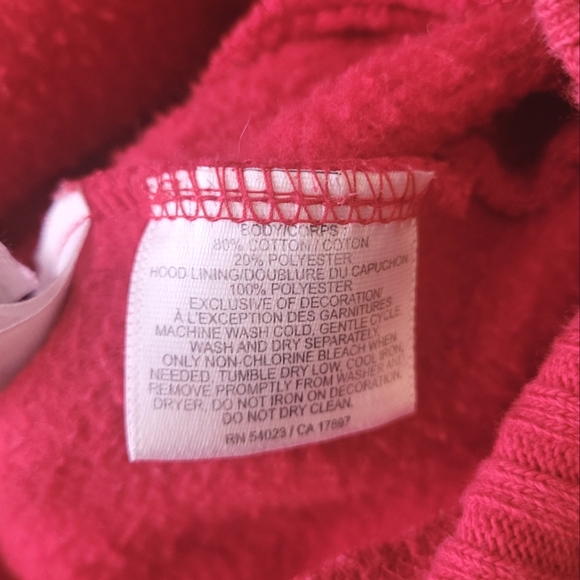 BODY/CORPS
80% COTTON / COTON
20% POLYESTER
HOOD LINING/DOUBLURE DU CAPUCHON
100% POLYESTER
EXCLUSIVE OF DECORATION/
À L'EXCEPTION DES GARNITURES
MACHINE WASH COLD, GENTLE CYCLE.
WASH AND DRY SEPARATELY.
ONLY NON-CHLORINE BLEACH WHEN
NEEDED, TUMBLE DRY LOW, COOL IRON,
REMOVE PROMPTLY FROM WASHER AND
DRYER, DO NOT IRON ON DECORATION,
DO NOT DRY CLEAN.
RN 54023 / CA 17897